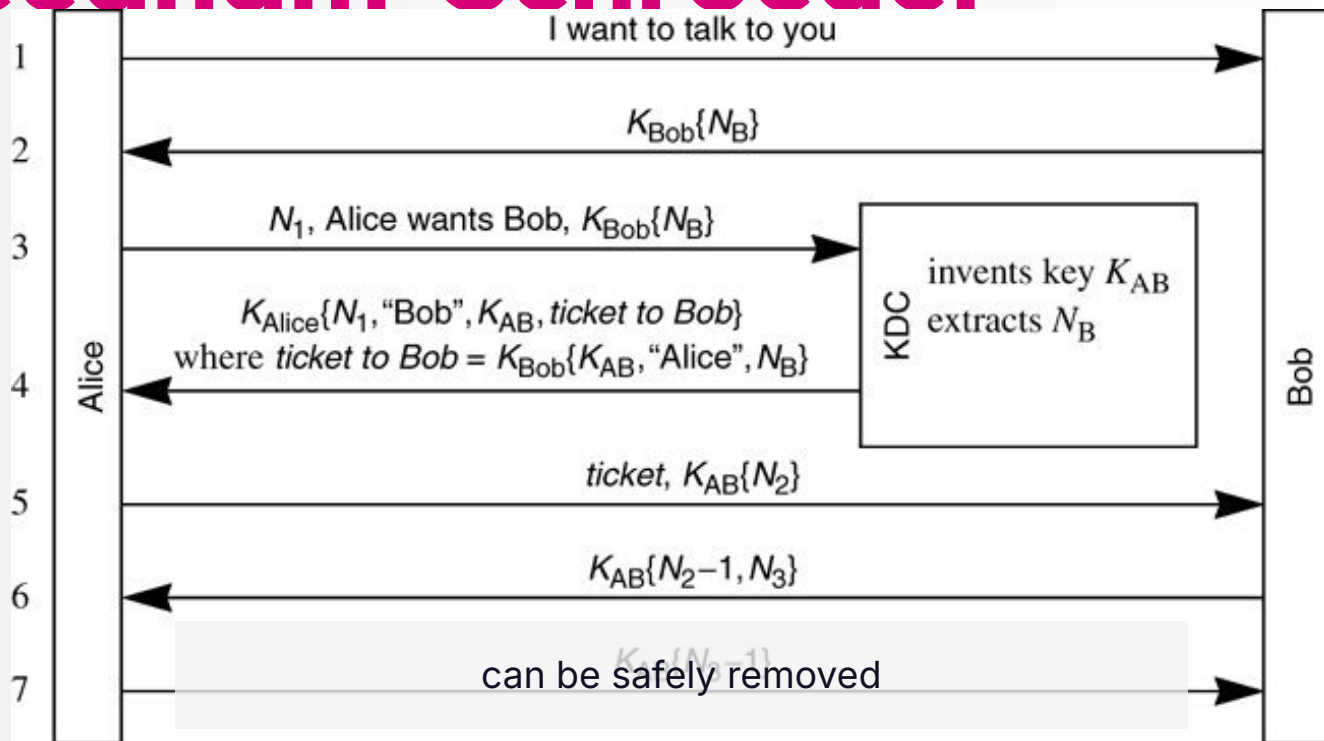 I want to talk to you
1
K_Bob{N_B}
2
N_1, Alice wants Bob, K_Bob{N_B}
3
invents key K_AB
extracts N_B
KDC
K_Alice{N_1, “Bob”, K_AB, ticket to Bob}
where ticket to Bob = K_Bob{K_AB, “Alice”, N_B}
4
Alice
Bob
ticket, K_AB{N_2}
5
K_AB{N_2−1, N_3}
6
can be safely removed
7